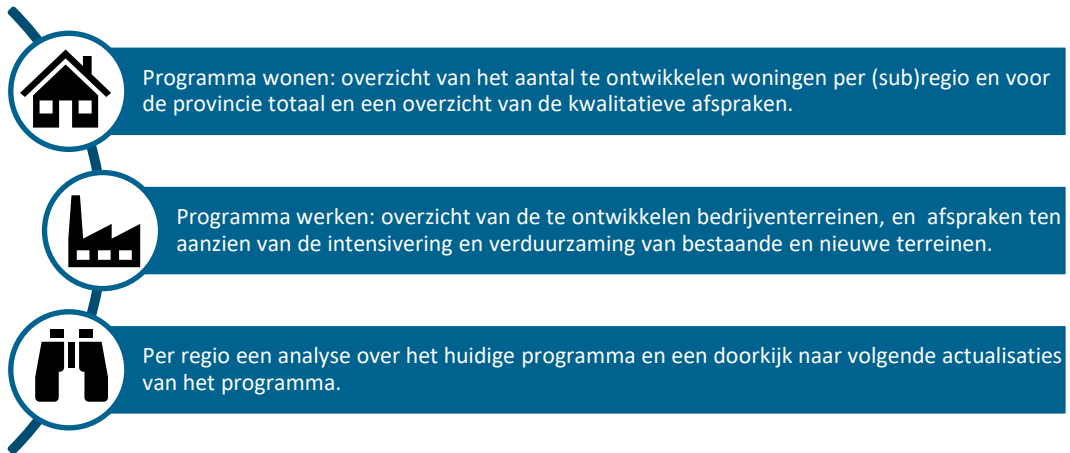 Programma wonen: overzicht van het aantal te ontwikkelen woningen per (sub)regio en voor
de provincie totaal en een overzicht van de kwalitatieve afspraken.
Programma werken: overzicht van de te ontwikkelen bedrijventerreinen, en  afspraken ten
aanzien van de intensivering en verduurzaming van bestaande en nieuwe terreinen.
Per regio een analyse over het huidige programma en een doorkijk naar volgende actualisaties
van het programma.